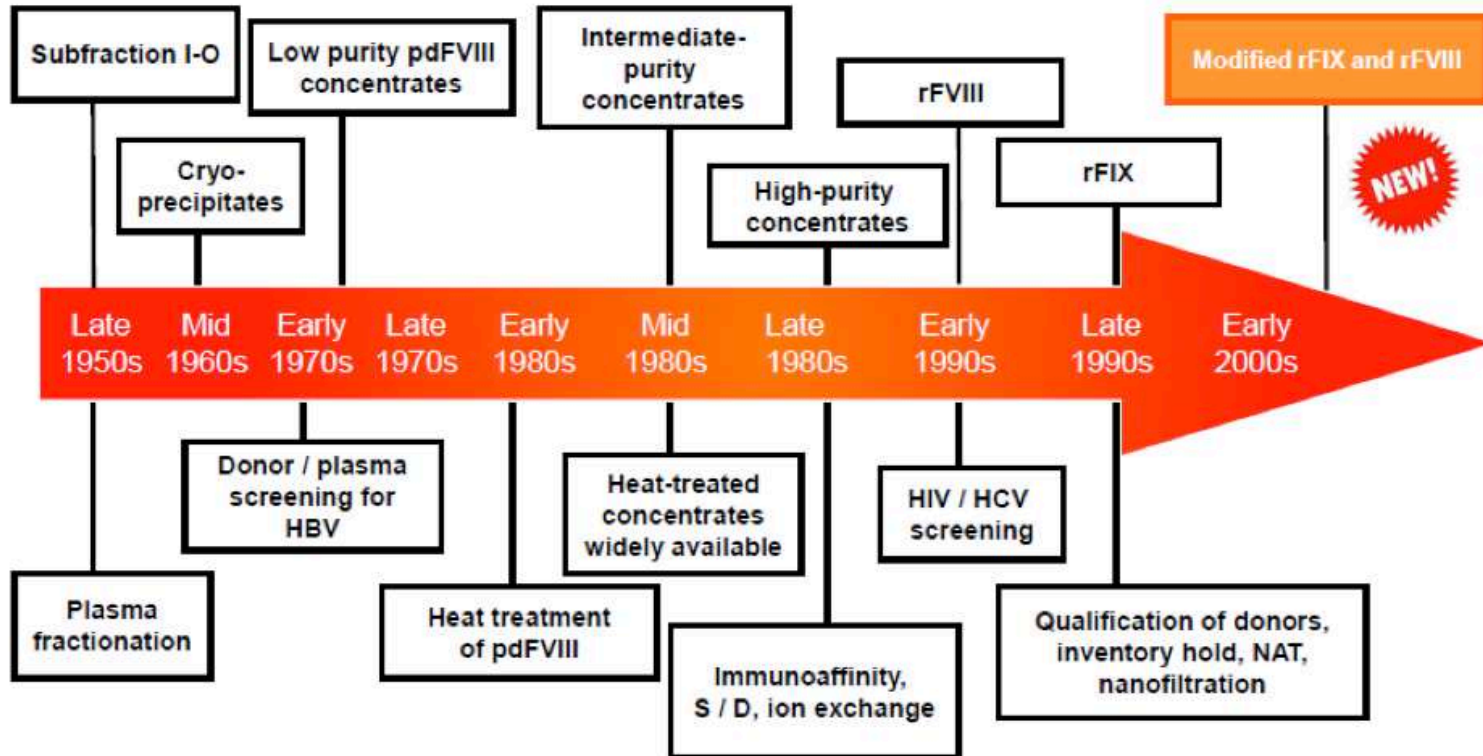 Subfraction I-O
Low purity pdFVIII
concentrates
Intermediate-
purity
concentrates
rFVIII
Modified rFIX and rFVIII
Cryo-
precipitates
High-purity
concentrates
rFIX
NEW!
Late
1950s
Mid
1960s
Early
1970s
Late
1970s
Early
1980s
Mid
1980s
Late
1980s
Early
1990s
Late
1990s
Early
2000s
Donor / plasma
screening for
HBV
Heat-treated
concentrates
widely available
HIV / HCV
screening
Plasma
fractionation
Heat treatment
of pdFVIII
Immunoaffinity,
S / D, ion exchange
Qualification of donors,
inventory hold, NAT,
nanofiltration